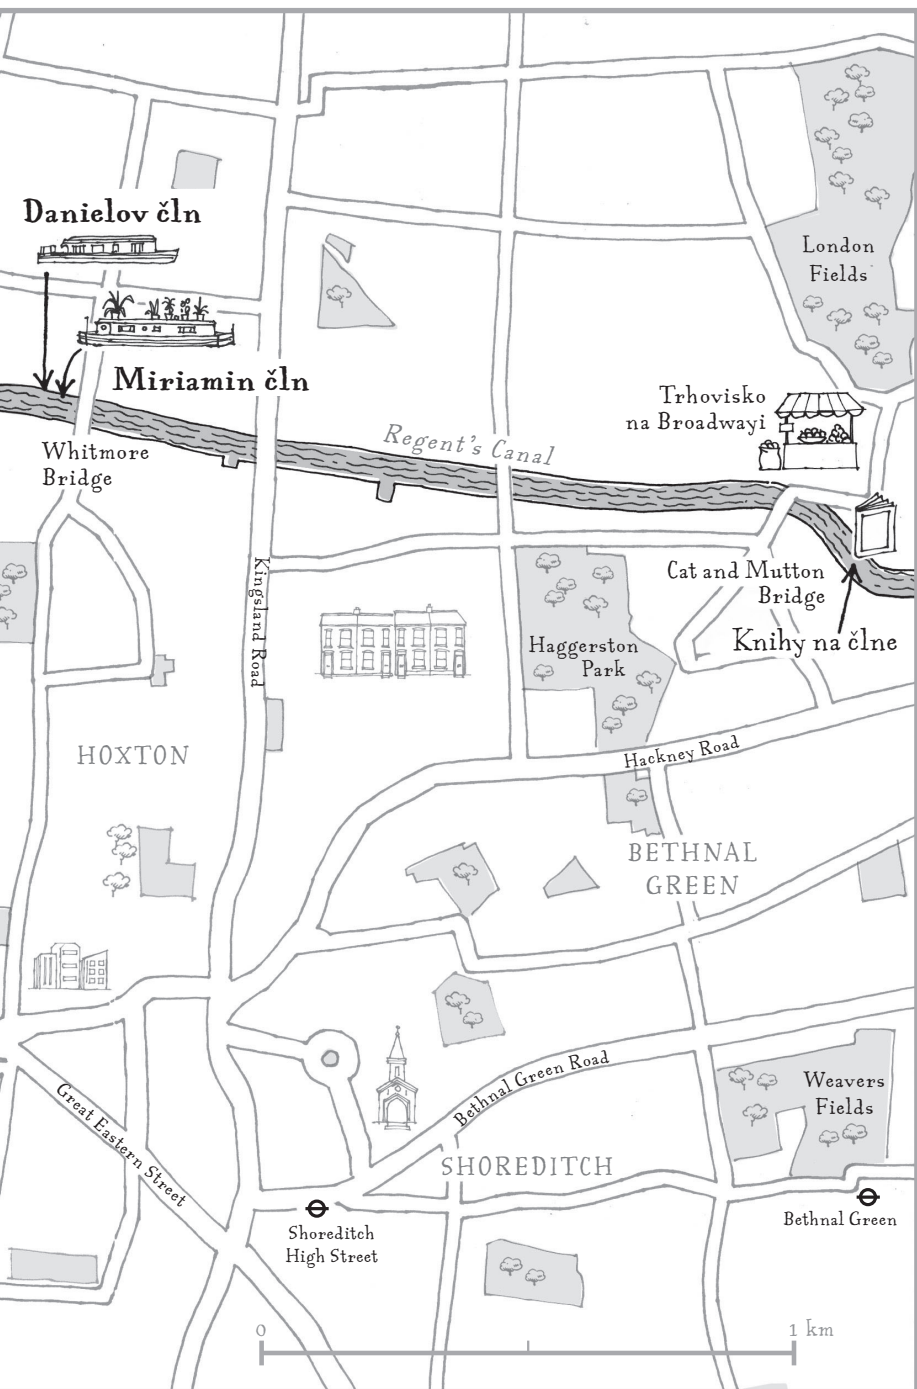 Danielov čln
London
Fields
Miriamin čln
Trhovisko
na Broadwayi
Regent's Canal
Whitmore
Bridge
Kingsland Road
Cat and Mutton
Bridge
Knihy na člne
Haggerston
Park
HOXTON
Hackney Road
BETHNAL
GREEN
Great Eastern Street
Bethnal Green Road
Weavers
Fields
SHOREDITCH
Shoreditch
High Street
Bethnal Green
0
1 km